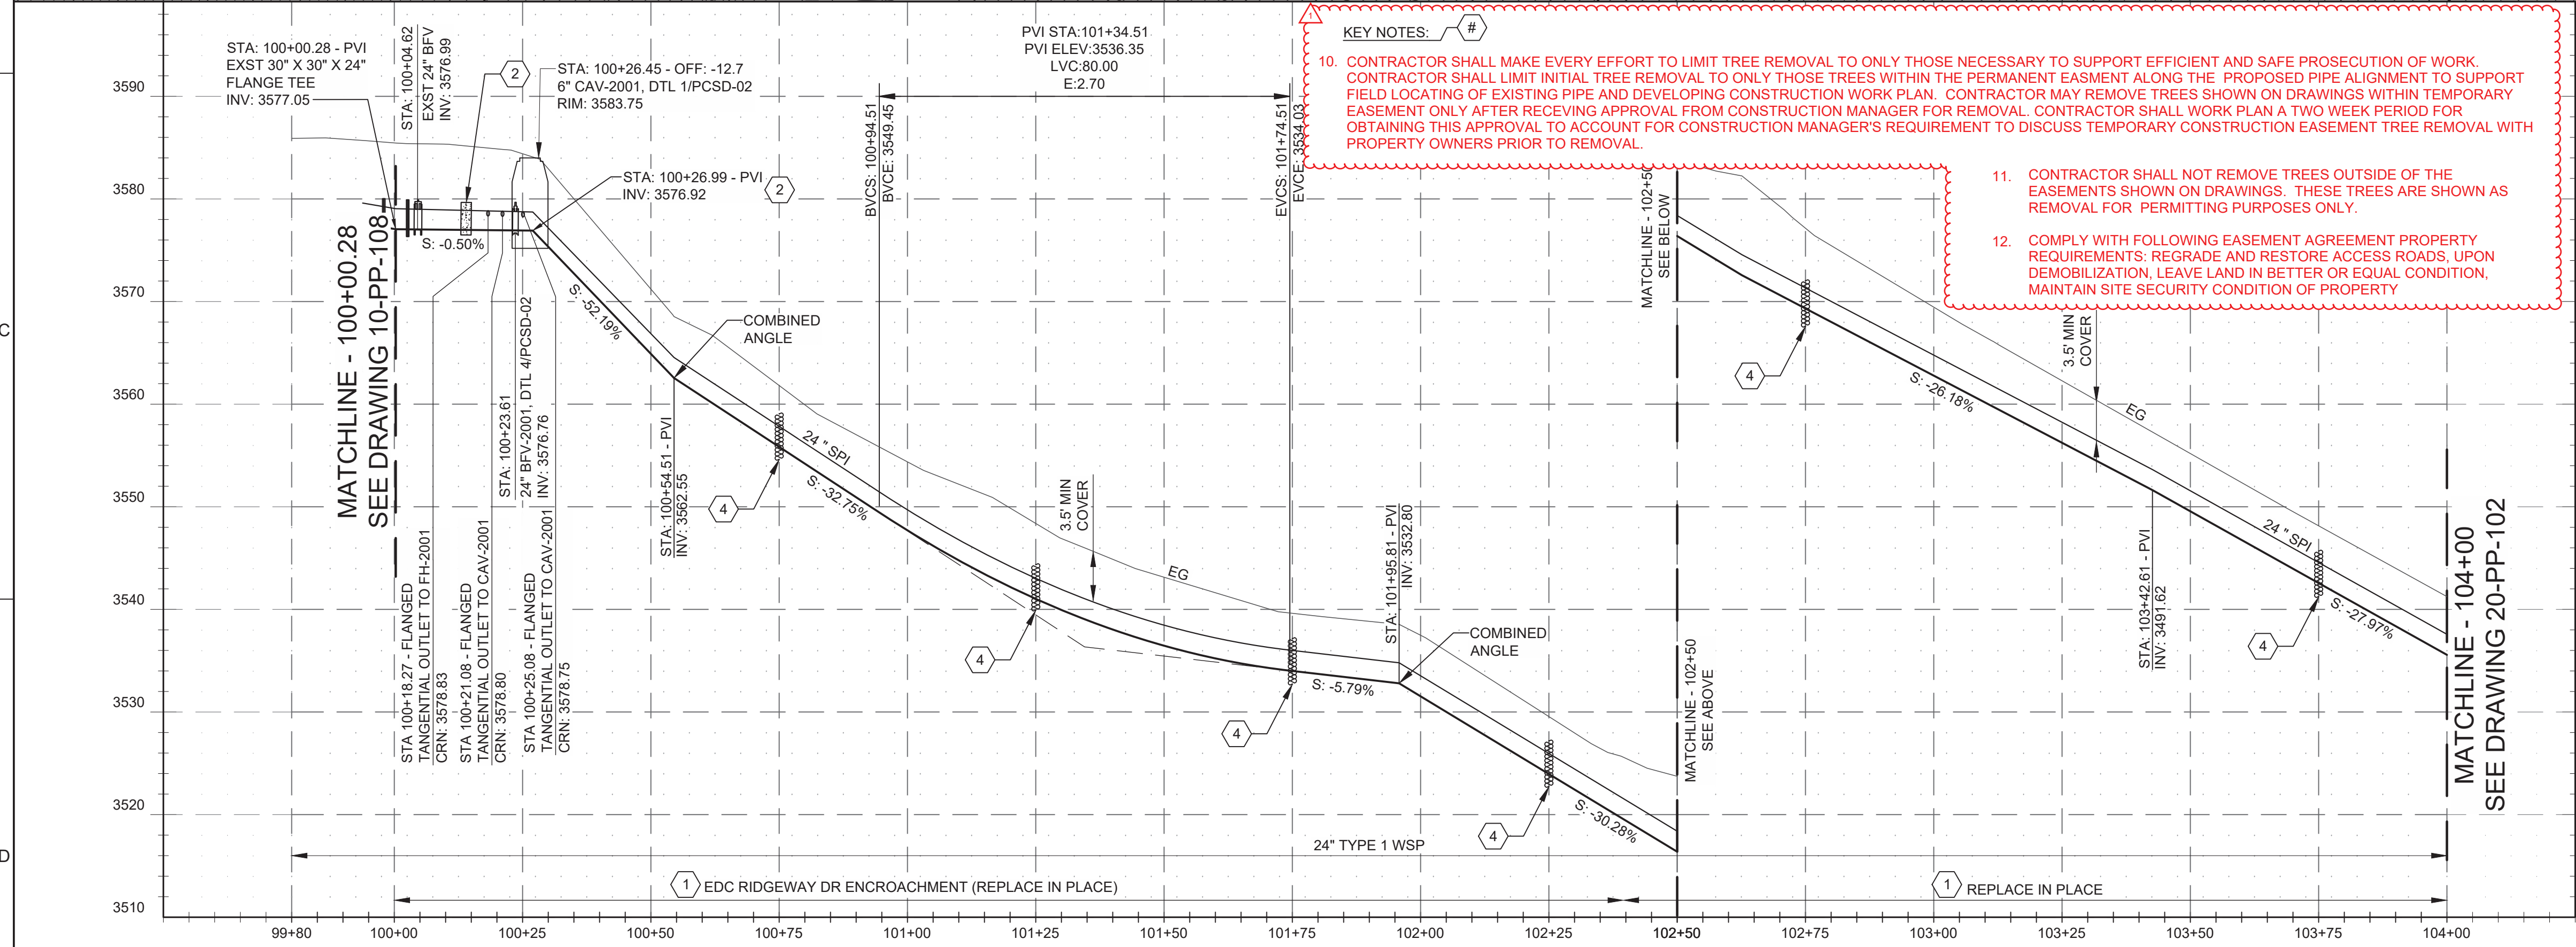 STA: 100+00.28 - PVI
EXST 30" X 30" X 24"
FLANGE TEE
INV: 3577.05
STA: 100+04.62
EXST 24" BFV
INV: 3576.99
2
STA: 100+26.45 - OFF: -12.7
6" CAV-2001, DTL 1/PCSD-02
RIM: 3583.75
STA: 100+26.99 - PVI
INV: 3576.92
2
PVI STA:101+34.51
PVI ELEV:3536.35
LVC:80.00
E:2.70
BVCS: 100+94.51
BVCE: 3549.45
EVCS: 101+74.51
EVCE: 3534.03
1
KEY NOTES:
#
10. CONTRACTOR SHALL MAKE EVERY EFFORT TO LIMIT TREE REMOVAL TO ONLY THOSE NECESSARY TO SUPPORT EFFICIENT AND SAFE PROSECUTION OF WORK.
CONTRACTOR SHALL LIMIT INITIAL TREE REMOVAL TO ONLY THOSE TREES WITHIN THE PERMANENT EASMENT ALONG THE PROPOSED PIPE ALIGNMENT TO SUPPORT
FIELD LOCATING OF EXISTING PIPE AND DEVELOPING CONSTRUCTION WORK PLAN. CONTRACTOR MAY REMOVE TREES SHOWN ON DRAWINGS WITHIN TEMPORARY
EASEMENT ONLY AFTER RECEVING APPROVAL FROM CONSTRUCTION MANAGER FOR REMOVAL. CONTRACTOR SHALL WORK PLAN A TWO WEEK PERIOD FOR
OBTAINING THIS APPROVAL TO ACCOUNT FOR CONSTRUCTION MANAGER'S REQUIREMENT TO DISCUSS TEMPORARY CONSTRUCTION EASEMENT TREE REMOVAL WITH
PROPERTY OWNERS PRIOR TO REMOVAL.
11. CONTRACTOR SHALL NOT REMOVE TREES OUTSIDE OF THE
EASEMENTS SHOWN ON DRAWINGS. THESE TREES ARE SHOWN AS
REMOVAL FOR PERMITTING PURPOSES ONLY.
12. COMPLY WITH FOLLOWING EASEMENT AGREEMENT PROPERTY
REQUIREMENTS: REGRADE AND RESTORE ACCESS ROADS, UPON
DEMOBILIZATION, LEAVE LAND IN BETTER OR EQUAL CONDITION,
MAINTAIN SITE SECURITY CONDITION OF PROPERTY
3590
3580
3570
3560
3550
3540
3530
3520
3510
C
D
MATCHLINE - 100+00.28
SEE DRAWING 10-PP-108
S: -0.50%
S: -52.19%
COMBINED
ANGLE
STA 100+18.27 - FLANGED
TANGENTIAL OUTLET TO FH-2001
CRN: 3578.83
STA 100+21.08 - FLANGED
TANGENTIAL OUTLET TO CAV-2001
CRN: 3578.80
STA: 100+23.61
24" BFV-2001, DTL 4/PCSD-02
INV: 3576.76
STA 100+25.08 - FLANGED
TANGENTIAL OUTLET TO CAV-2001
CRN: 3578.75
STA: 100+54.51 - PVI
INV: 3562.55
4
24 " SPI
S: -32.75%
4
3.5' MIN
COVER
EG
4
S: -5.79%
STA: 101+95.81 - PVI
INV: 3532.80
COMBINED
ANGLE
4
S: -30.28%
MATCHLINE - 102+50
SEE BELOW
MATCHLINE - 102+50
SEE ABOVE
4
S: -26.18%
3.5' MIN
COVER
EG
STA: 103+42.61 - PVI
INV: 3491.62
24 " SPI
4
S: -27.97%
MATCHLINE - 104+00
SEE DRAWING 20-PP-102
24" TYPE 1 WSP
1 EDC RIDGEWAY DR ENCROACHMENT (REPLACE IN PLACE)
1 REPLACE IN PLACE
99+80 100+00 100+25 100+50 100+75 101+00 101+25 101+50 101+75 102+00 102+25 102+50 102+75 103+00 103+25 103+50 103+75 104+00